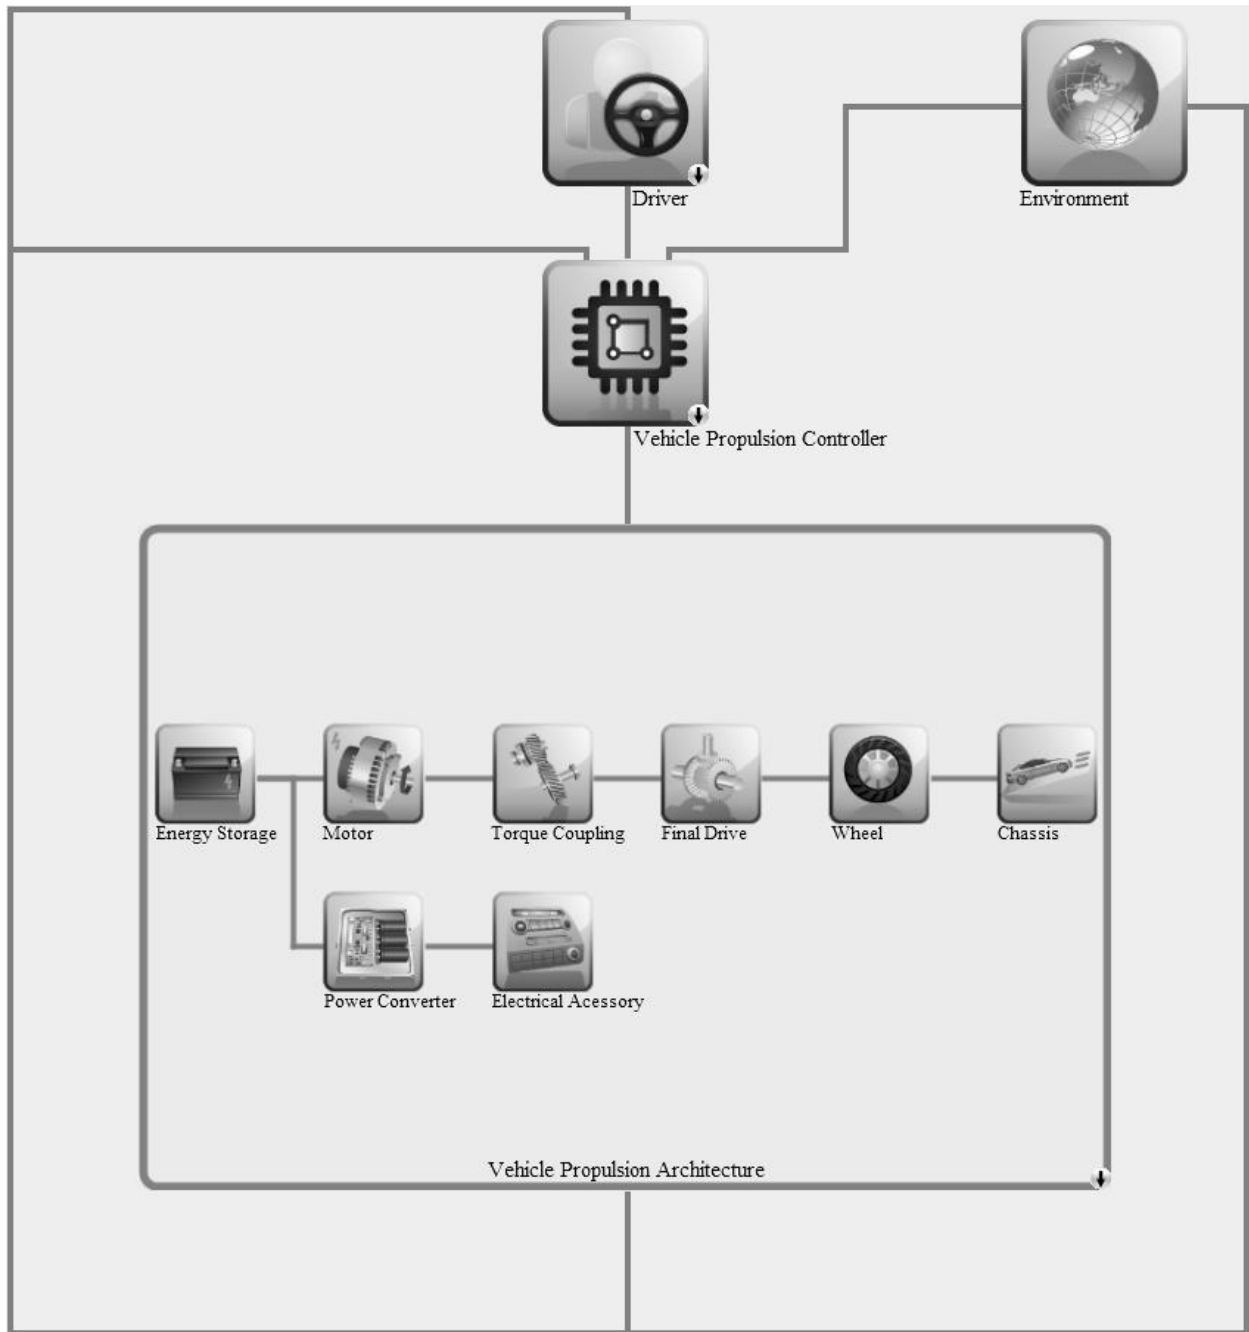 Driver
Environment
Vehicle Propulsion Controller
Energy Storage
Motor
Torque Coupling
Final Drive
Wheel
Chassis
Power Converter
Electrical Acessory
Vehicle Propulsion Architecture